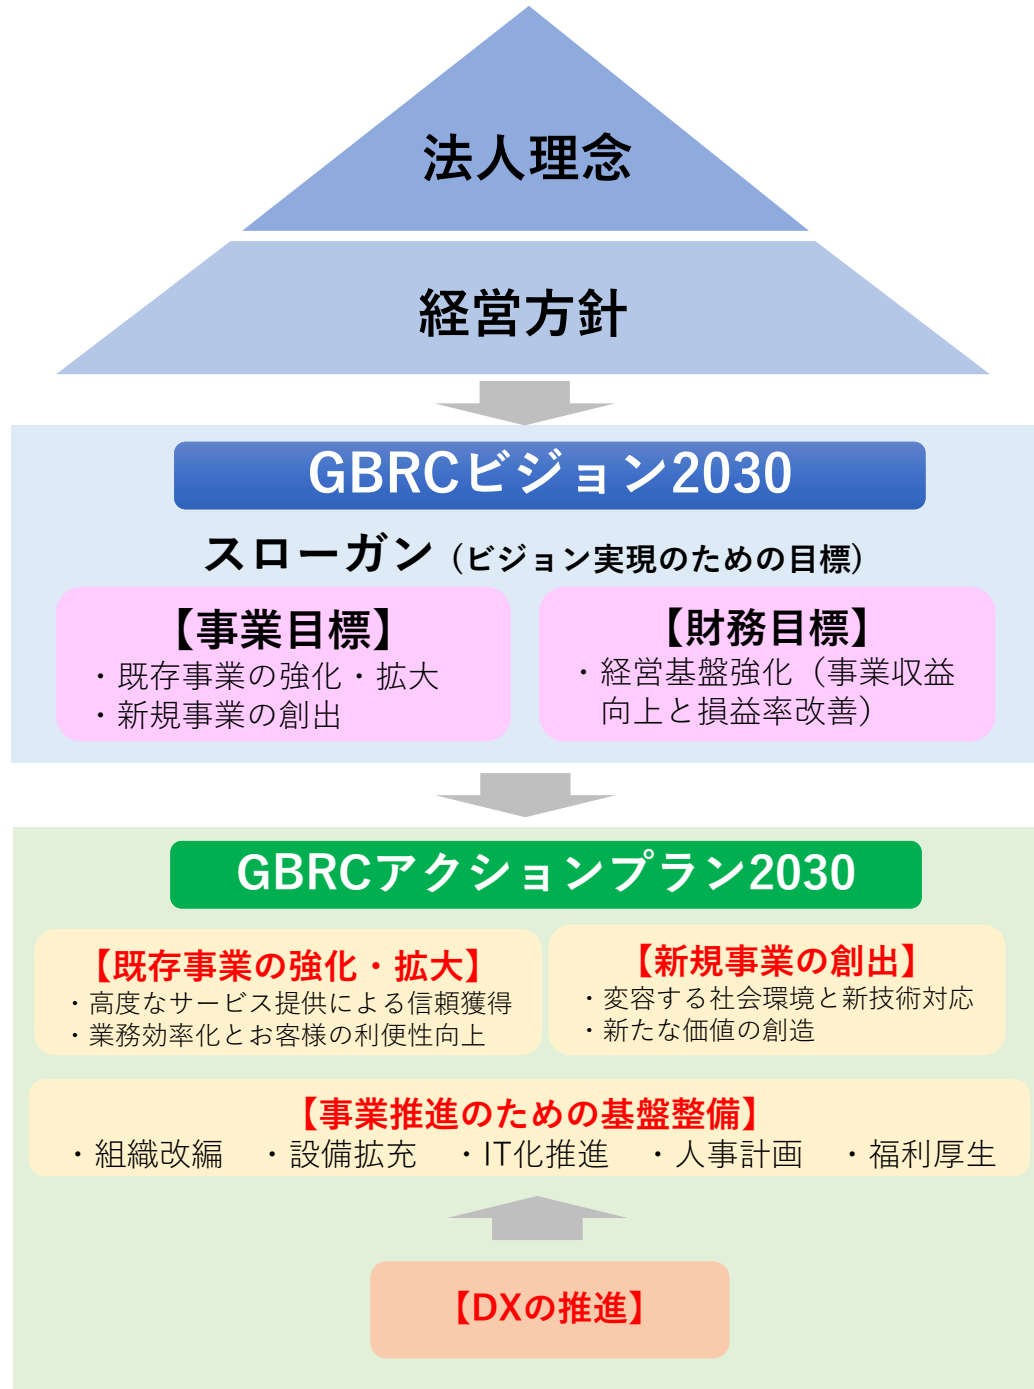 法人理念
経営方針
GBRCビジョン2030
スローガン (ビジョン実現のための目標)
【事業目標】
・既存事業の強化・拡大
・新規事業の創出
【財務目標】
・経営基盤強化（事業収益
向上と損益率改善）
GBRCアクションプラン2030
【既存事業の強化・拡大】
・高度なサービス提供による信頼獲得
・業務効率化とお客様の利便性向上
【新規事業の創出】
・変容する社会環境と新技術対応
・新たな価値の創造
【事業推進のための基盤整備】
・組織改編 ・設備拡充 ・IT化推進 ・人事計画 ・福利厚生
【DXの推進】